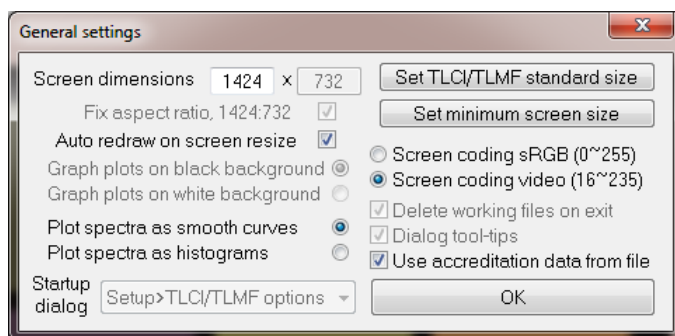 General settings
Screen dimensions 1424 x 732
Fix aspect ratio, 1424:732
Auto redraw on screen resize
Graph plots on black background
Graph plots on white background
Plot spectra as smooth curves
Plot spectra as histograms
Startup
dialog
Setup>TLCI/TLMF options
Set TLCI/TLMF standard size
Set minimum screen size
Screen coding sRGB (0~255)
Screen coding video (16~235)
Delete working files on exit
Dialog tool-tips
Use accreditation data from file
OK